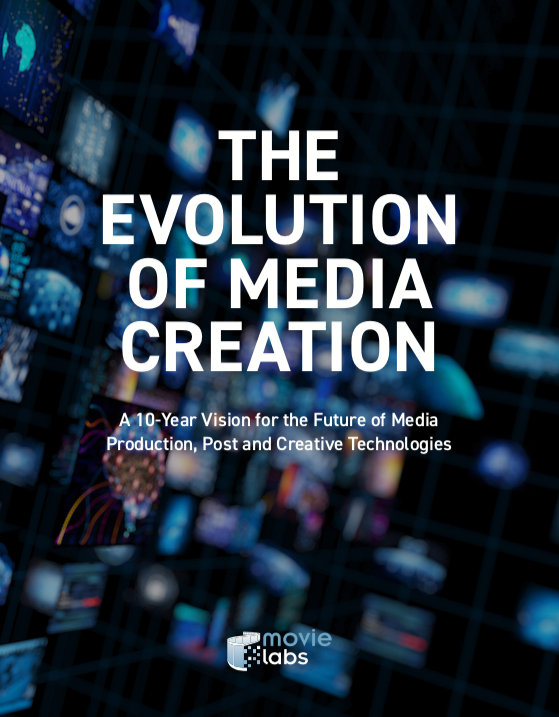 THE
EVOLUTION
OF MEDIA
CREATION
A 10-Year Vision for the Future of Media
Production, Post and Creative Technologies
movie
labs